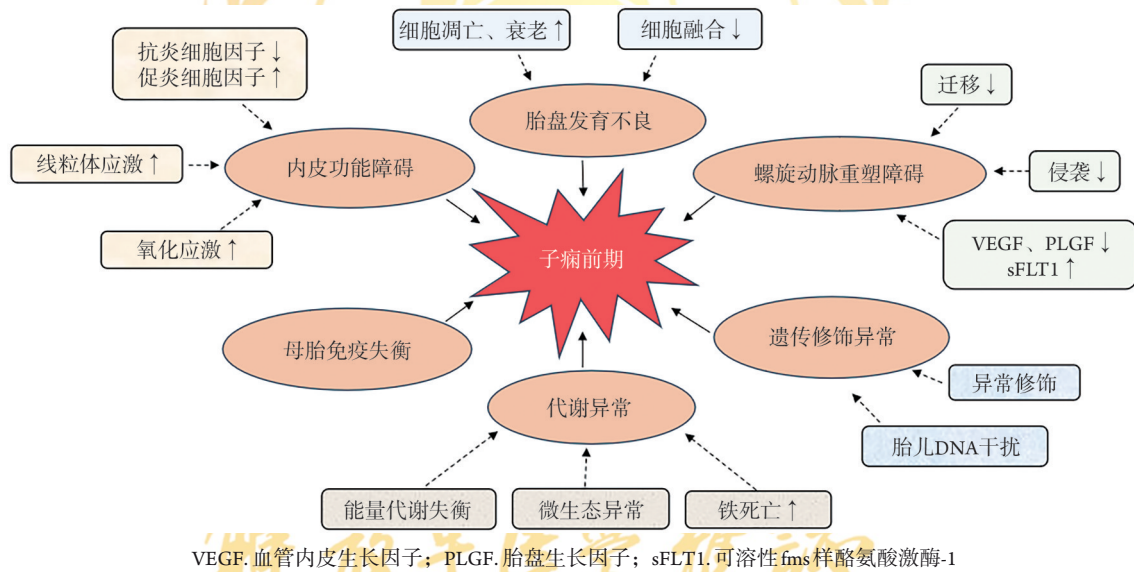 细胞凋亡、衰老↑
细胞融合↓
抗炎细胞因子↓
促炎细胞因子↑
迁移↓
胎盘发育不良
线粒体应激↑
内皮功能障碍
螺旋动脉重塑障碍
侵袭↓
氧化应激↑
子痫前期
VEGF、PLGF↓
sFLT1↑
母胎免疫失衡
遗传修饰异常
异常修饰
代谢异常
胎儿DNA干扰
能量代谢失衡
微生态异常
铁死亡↑
VEGF. 血管内皮生长因子；PLGF. 胎盘生长因子；sFLT1. 可溶性fms样酪氨酸激酶-1